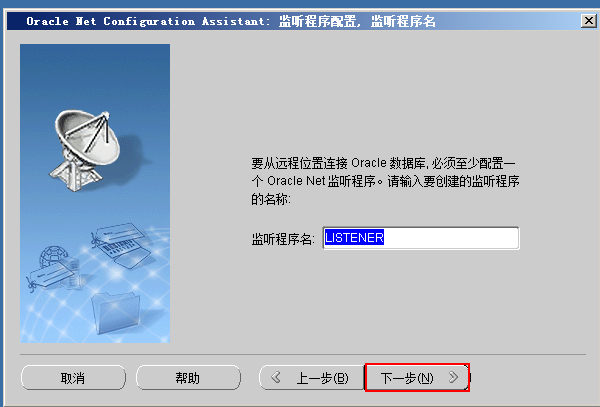 Oracle Net Configuration Assistant: 监听程序配置, 监听程序名
要从远程位置连接 Oracle 数据库, 必须至少配置一
个 Oracle Net 监听程序。请输入要创建的监听程序
的名称:
监听程序名: LISTENER
取消 帮助 上一步(B) 下一步(N)